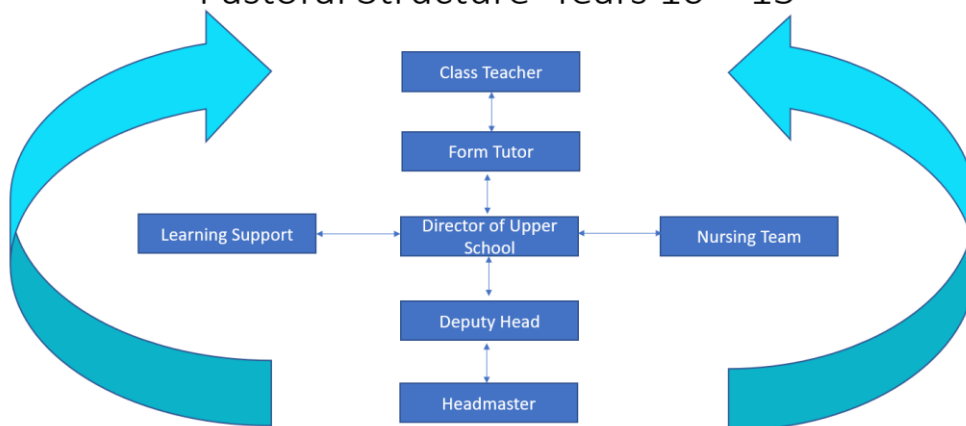 Pastoral Structure Years 10 – 13
Class Teacher
Form Tutor
Learning Support
Director of Upper
School
Nursing Team
Deputy Head
Headmaster